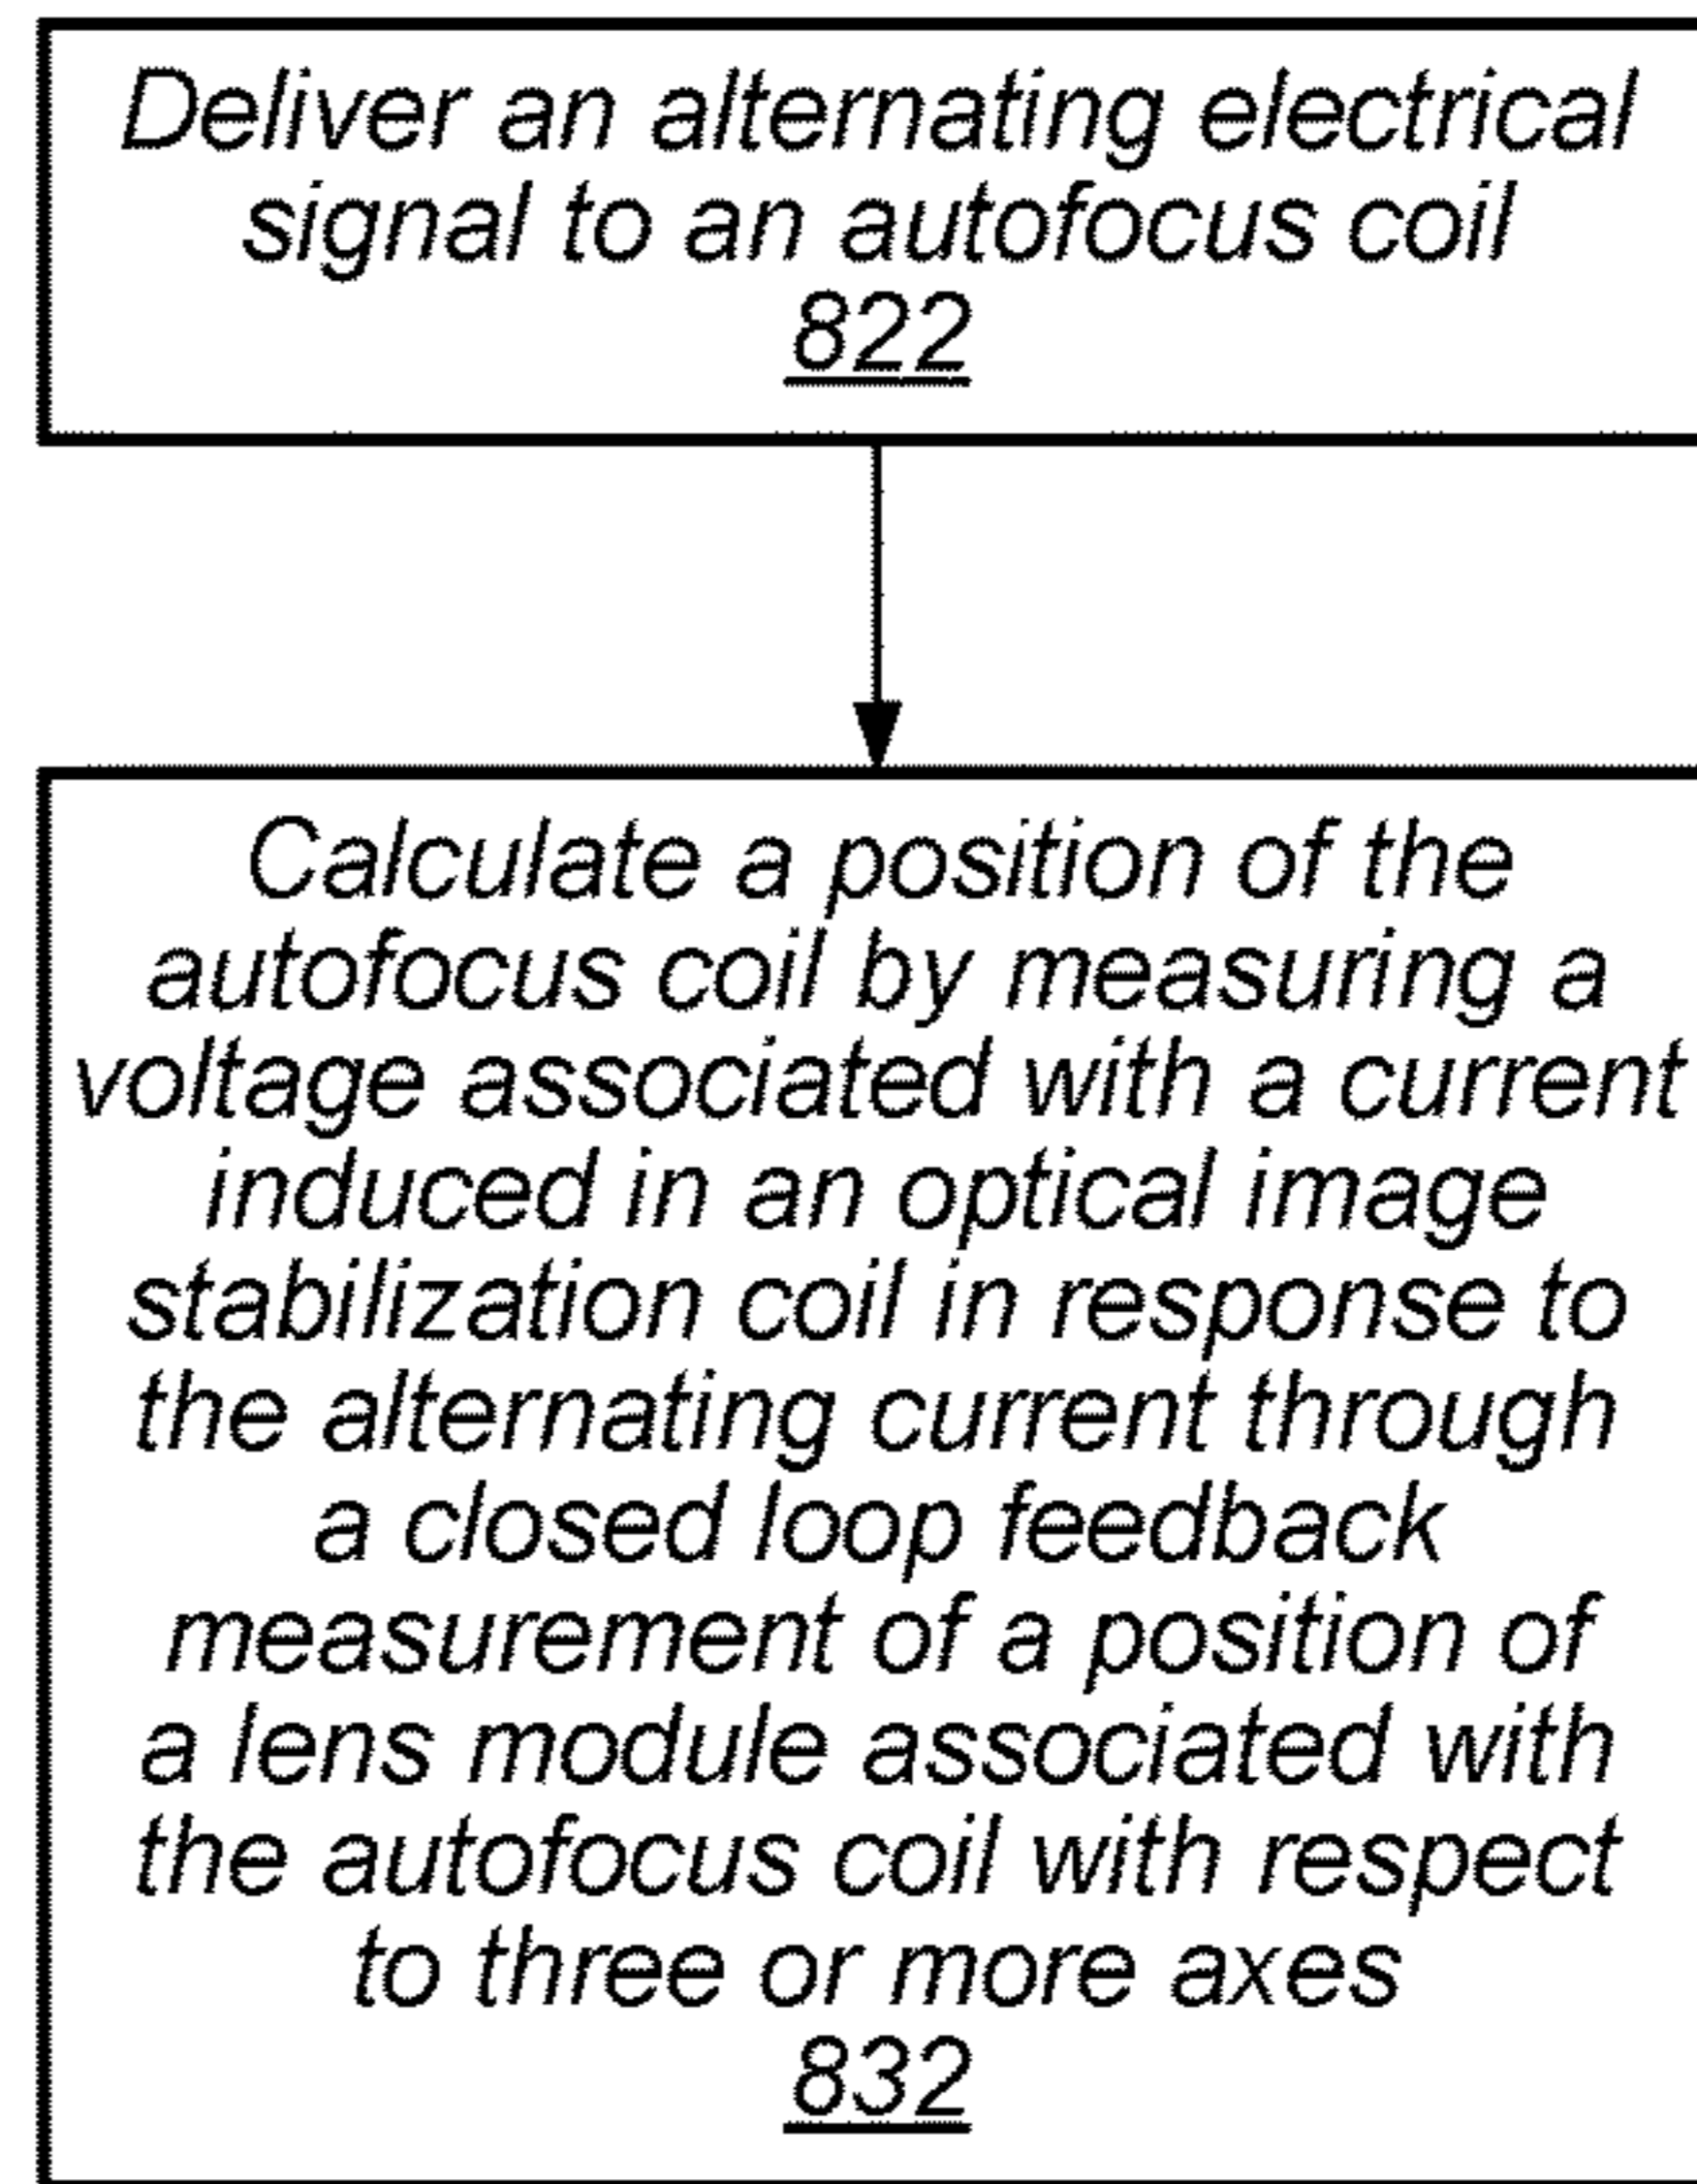 Deliver an alternating electrical
signal to an autofocus coil
822
Calculate a position of the
autofocus coil by measuring a
voltage associated with a current
induced in an optical image
stabilization coil in response to
the alternating current through
a closed loop feedback
measurement of a position of
a lens module associated with
the autofocus coil with respect
to three or more axes
832